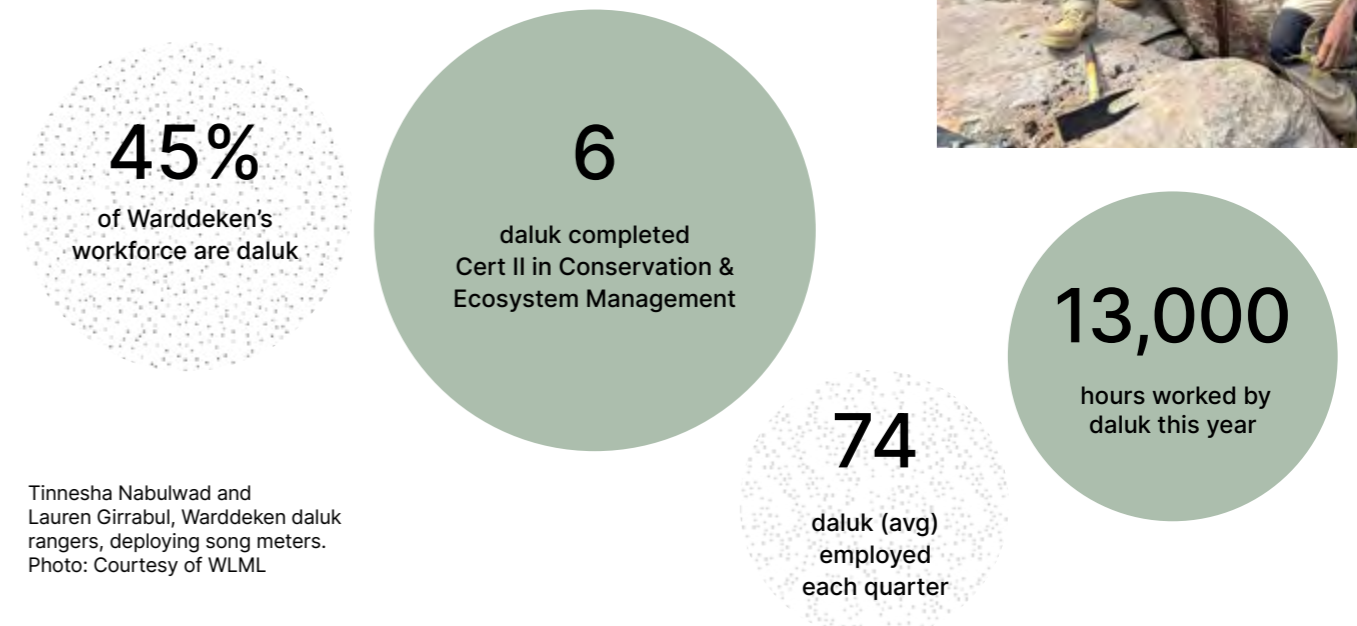 45%
of Warddeken’s
workforce are daluk
6
daluk completed
Cert II in Conservation &
Ecosystem Management
13,000
hours worked by
daluk this year
74
daluk (avg)
employed
each quarter
Tinnesha Nabulwad and
Lauren Girrabul, Warddeken daluk
rangers, deploying song meters.
Photo: Courtesy of WLML